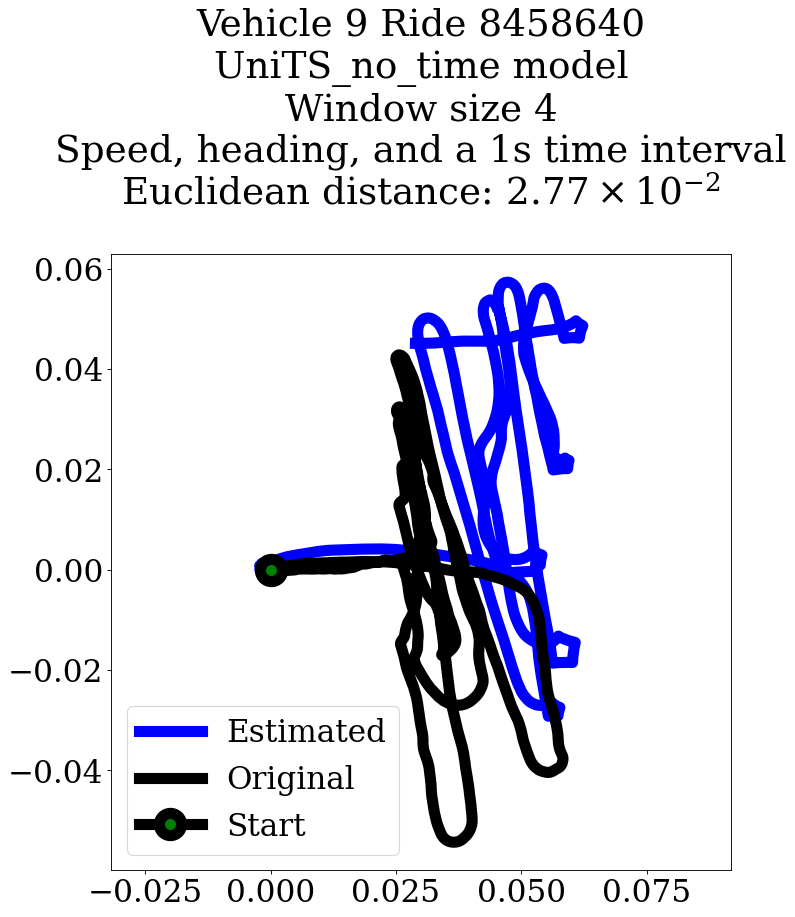 Vehicle 9 Ride 8458640
UniTS_no_time model
Window size 4
Speed, heading, and a 1s time interval
Euclidean distance: 2.77 × 10⁻²
0.06
0.04
0.02
0.00
−0.02
−0.04
Estimated
Original
Start
−0.025 0.000 0.025 0.050 0.075